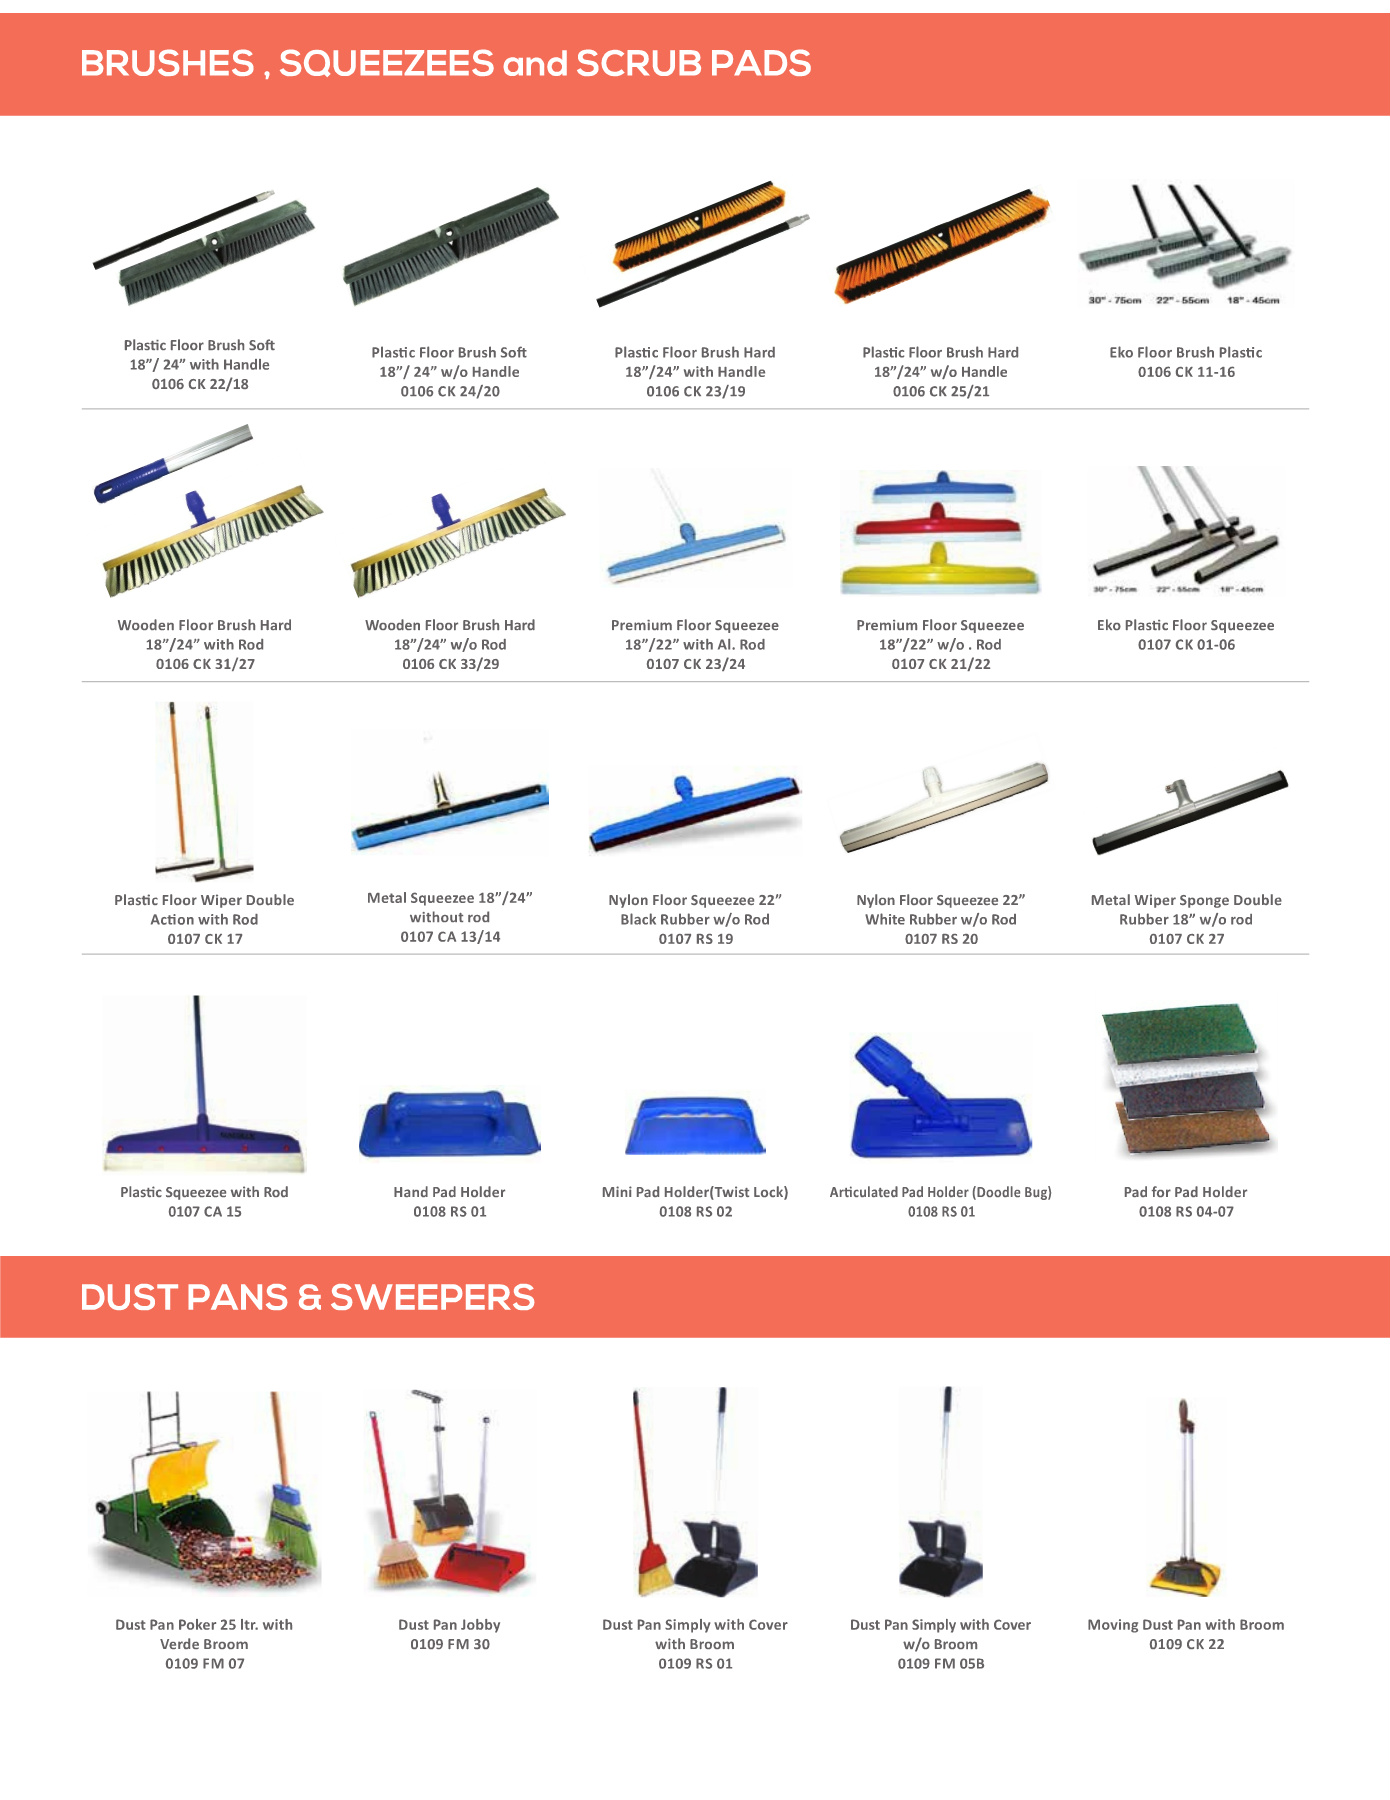 BRUSHES , SQUEEZEES and SCRUB PADS
Plastic Floor Brush Soft
18”/ 24” with Handle
0106 CK 22/18
Plastic Floor Brush Soft
18”/ 24” w/o Handle
0106 CK 24/20
Plastic Floor Brush Hard
18”/24” with Handle
0106 CK 23/19
Plastic Floor Brush Hard
18”/24” w/o Handle
0106 CK 25/21
30" - 75cm 22" - 55cm 18" - 45cm
Eko Floor Brush Plastic
0106 CK 11-16
Wooden Floor Brush Hard
18”/24” with Rod
0106 CK 31/27
Wooden Floor Brush Hard
18”/24” w/o Rod
0106 CK 33/29
Premium Floor Squeezee
18”/22” with Al. Rod
0107 CK 23/24
Premium Floor Squeezee
18”/22” w/o . Rod
0107 CK 21/22
30" - 75cm 22" - 55cm 18" - 45cm
Eko Plastic Floor Squeezee
0107 CK 01-06
Plastic Floor Wiper Double
Action with Rod
0107 CK 17
Metal Squeezee 18”/24”
without rod
0107 CA 13/14
Nylon Floor Squeezee 22”
Black Rubber w/o Rod
0107 RS 19
Nylon Floor Squeezee 22”
White Rubber w/o Rod
0107 RS 20
Metal Wiper Sponge Double
Rubber 18” w/o rod
0107 CK 27
Plastic Squeezee with Rod
0107 CA 15
Hand Pad Holder
0108 RS 01
Mini Pad Holder(Twist Lock)
0108 RS 02
Articulated Pad Holder (Doodle Bug)
0108 RS 01
Pad for Pad Holder
0108 RS 04-07
DUST PANS & SWEEPERS
Dust Pan Poker 25 ltr. with
Verde Broom
0109 FM 07
Dust Pan Jobby
0109 FM 30
Dust Pan Simply with Cover
with Broom
0109 RS 01
Dust Pan Simply with Cover
w/o Broom
0109 FM 05B
Moving Dust Pan with Broom
0109 CK 22